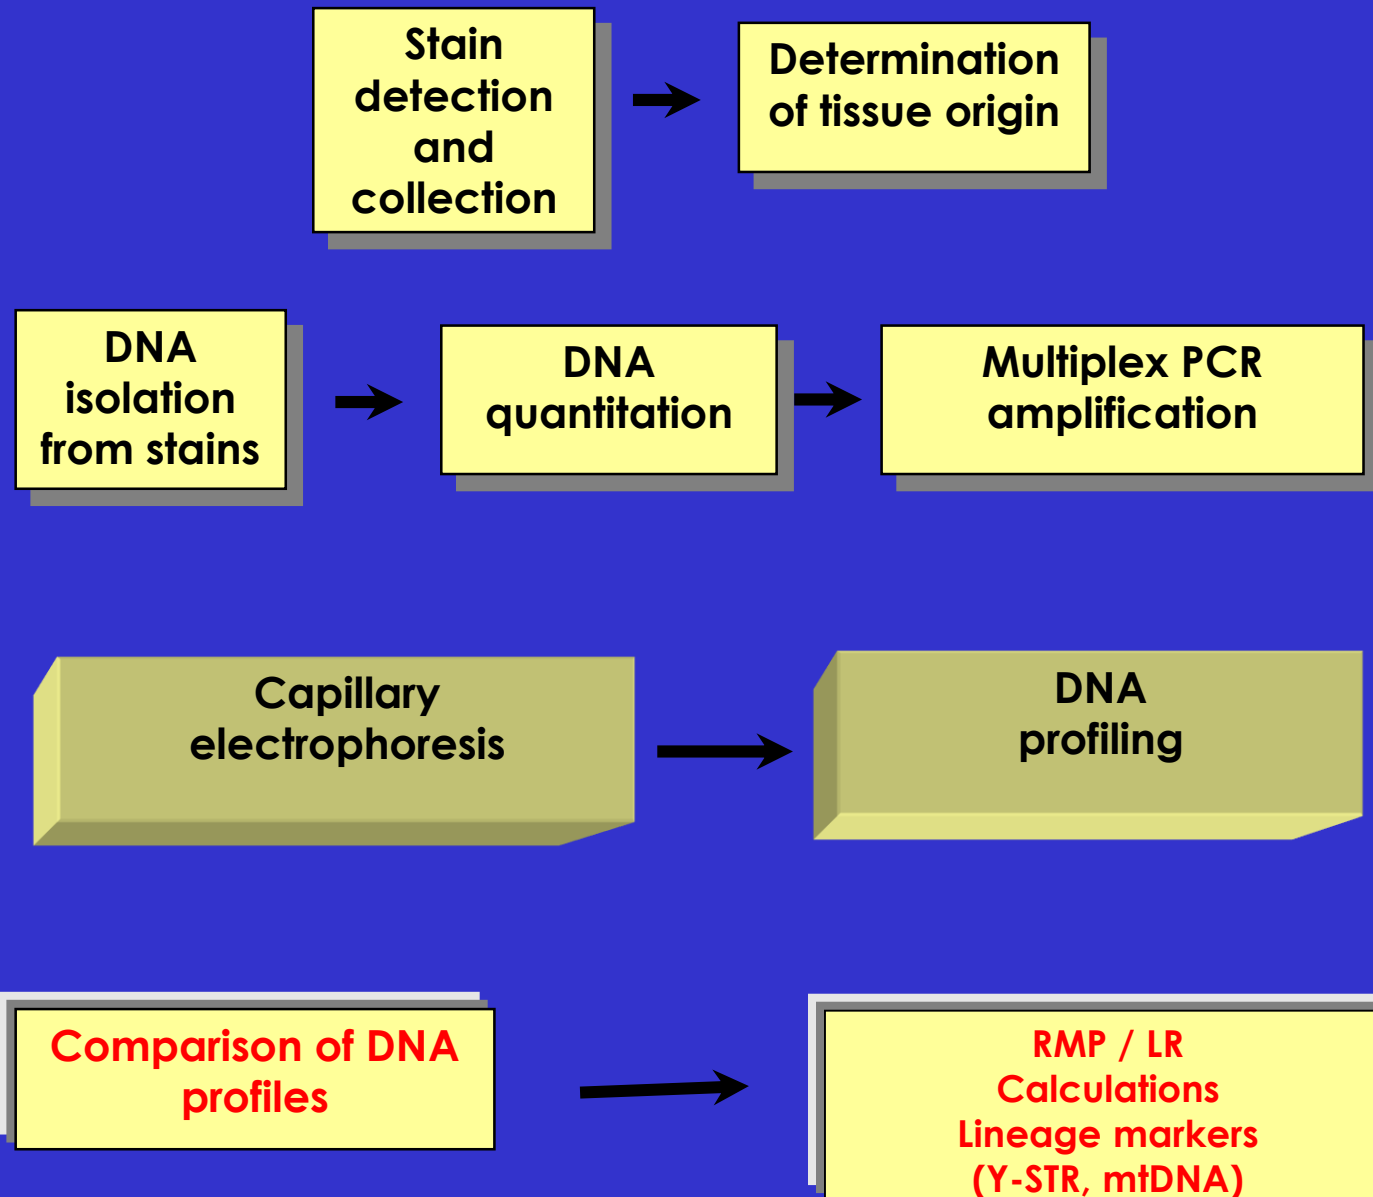 Stain
detection
and
collection
Determination
of tissue origin
DNA
isolation
from stains
DNA
quantitation
Multiplex PCR
amplification
Capillary
electrophoresis
DNA
profiling
Comparison of DNA
profiles
RMP / LR
Calculations
Lineage markers
(Y-STR, mtDNA)